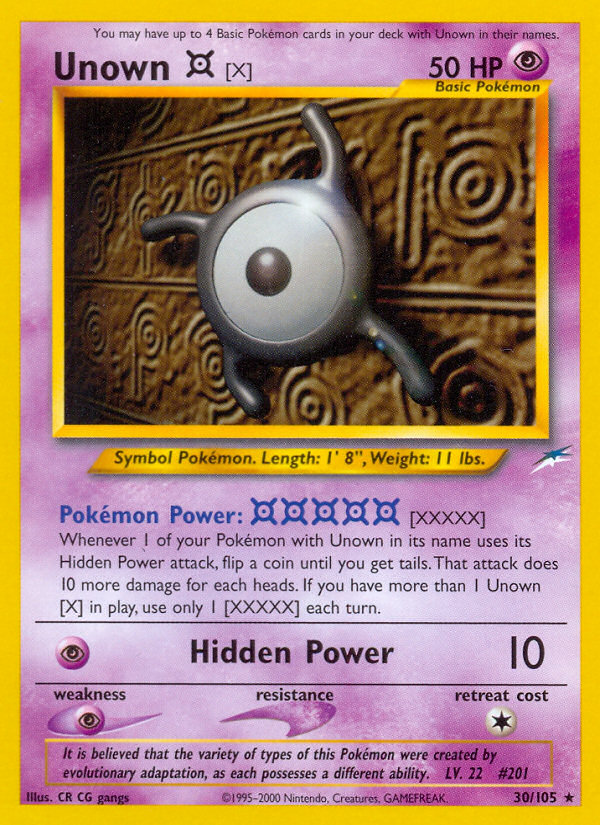 You may have up to 4 Basic Pokémon cards in your deck with Unown in their names.
Unown [X] 50 HP
Basic Pokémon
Symbol Pokémon. Length: 1' 8", Weight: 11 lbs.
Pokémon Power: [XXXXX]
Whenever 1 of your Pokémon with Unown in its name uses its
Hidden Power attack, flip a coin until you get tails. That attack does
10 more damage for each heads. If you have more than 1 Unown
[X] in play, use only 1 [XXXXX] each turn.
Hidden Power 10
weakness resistance retreat cost
It is believed that the variety of types of this Pokémon were created by
evolutionary adaptation, as each possesses a different ability. LV. 22 #201
Illus. CR CG gangs ©1995-2000 Nintendo, Creatures, GAMEFREAK. 30/105 ★